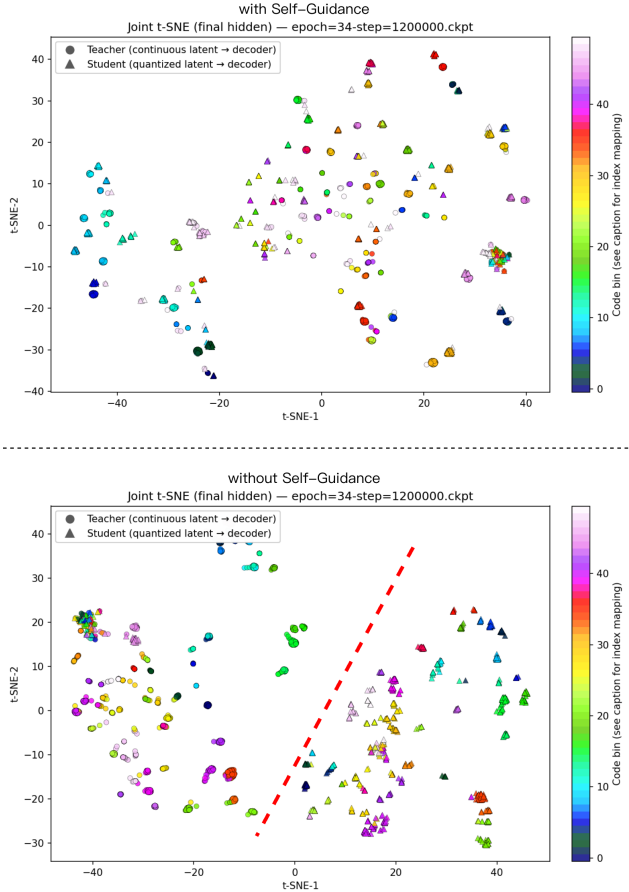 with Self-Guidance
Joint t-SNE (final hidden) — epoch=34-step=1200000.ckpt
Teacher (continuous latent → decoder)
Student (quantized latent → decoder)
40
30
20
10
0
−10
−20
−30
−40
t-SNE-2
−40
−20
0
20
40
t-SNE-1
40
30
20
10
0
Code bin (see caption for index mapping)
without Self-Guidance
Joint t-SNE (final hidden) — epoch=34-step=1200000.ckpt
Teacher (continuous latent → decoder)
Student (quantized latent → decoder)
40
30
20
10
0
−10
−20
−30
t-SNE-2
−40
−20
0
20
40
t-SNE-1
40
30
20
10
0
Code bin (see caption for index mapping)